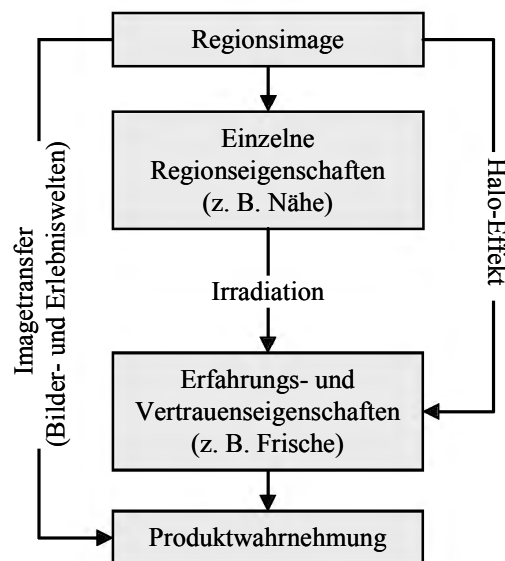 Regionsimage
Einzelne
Regionseigenschaften
(z. B. Nähe)
Irradiation
Erfahrungs- und
Vertrauenseigenschaften
(z. B. Frische)
Produktwahrnehmung
Imagetransfer
(Bilder- und Erlebniswelten)
Halo-Effekt